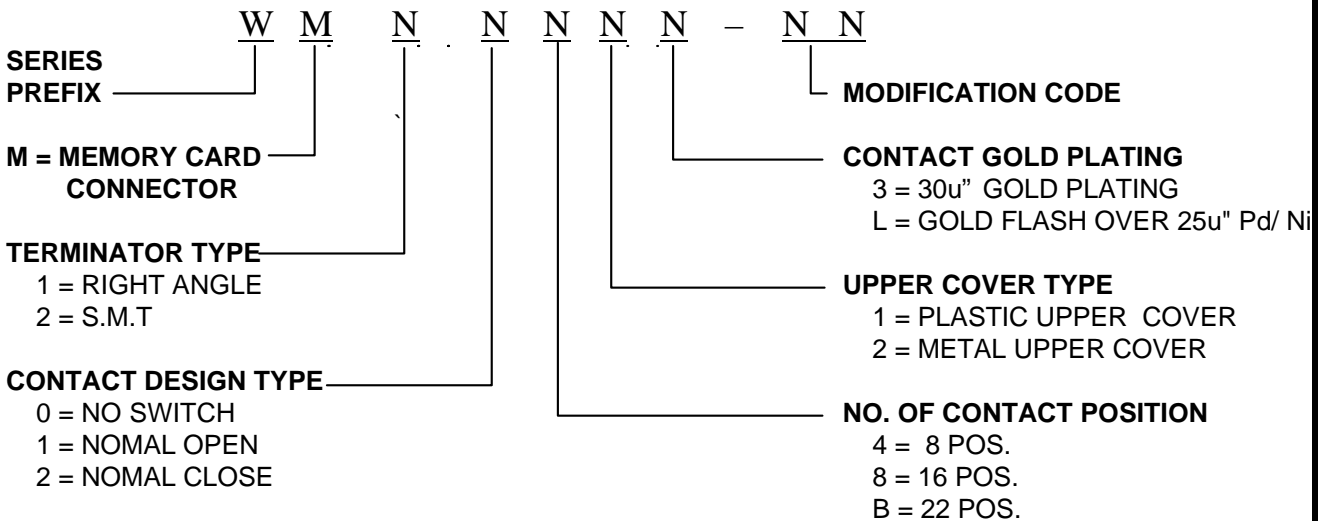 W M N N N N N – N N
SERIES
PREFIX
M = MEMORY CARD
CONNECTOR
TERMINATOR TYPE
1 = RIGHT ANGLE
2 = S.M.T
CONTACT DESIGN TYPE
0 = NO SWITCH
1 = NOMAL OPEN
2 = NOMAL CLOSE
MODIFICATION CODE
CONTACT GOLD PLATING
3 = 30u” GOLD PLATING
L = GOLD FLASH OVER 25u" Pd/ Ni
UPPER COVER TYPE
1 = PLASTIC UPPER COVER
2 = METAL UPPER COVER
NO. OF CONTACT POSITION
4 = 8 POS.
8 = 16 POS.
B = 22 POS.